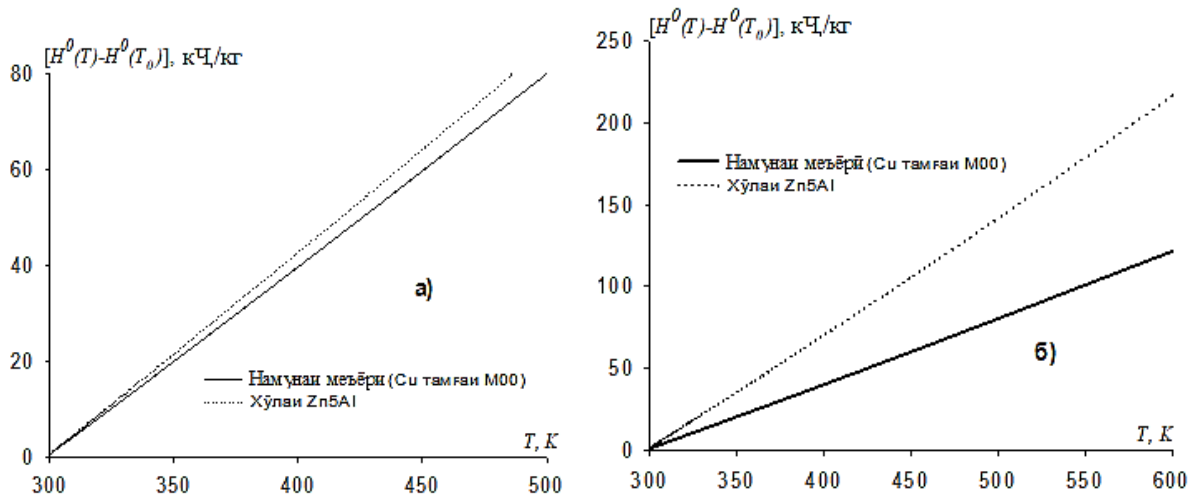 [H⁰(T)-H⁰(T₀)], кҶ/кг
80
60
40
20
0
300
350
400
450
500
T, K
а)
Намунаи меъёрӣ (Cu тамғаи М00)
Хӯлаи Zn5Al
[H⁰(T)-H⁰(T₀)], кҶ/кг
250
200
150
100
50
0
300
350
400
450
500
550
600
T, K
б)
Намунаи меъёрӣ (Cu тамғаи М00)
Хӯлаи Zn5Al